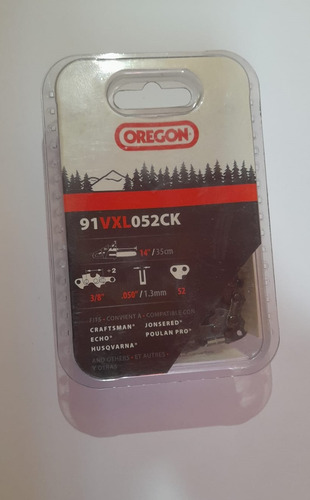 OREGON
91VXL052CK
14" / 35cm
3/8" .050" / 1.3mm 52
FITS • CONVIENT À • COMPATIBLE CON
CRAFTSMAN® JONSERED®
ECHO® POULAN PRO®
HUSQVARNA®
AND OTHERS • ET AUTRES •
Y OTRAS